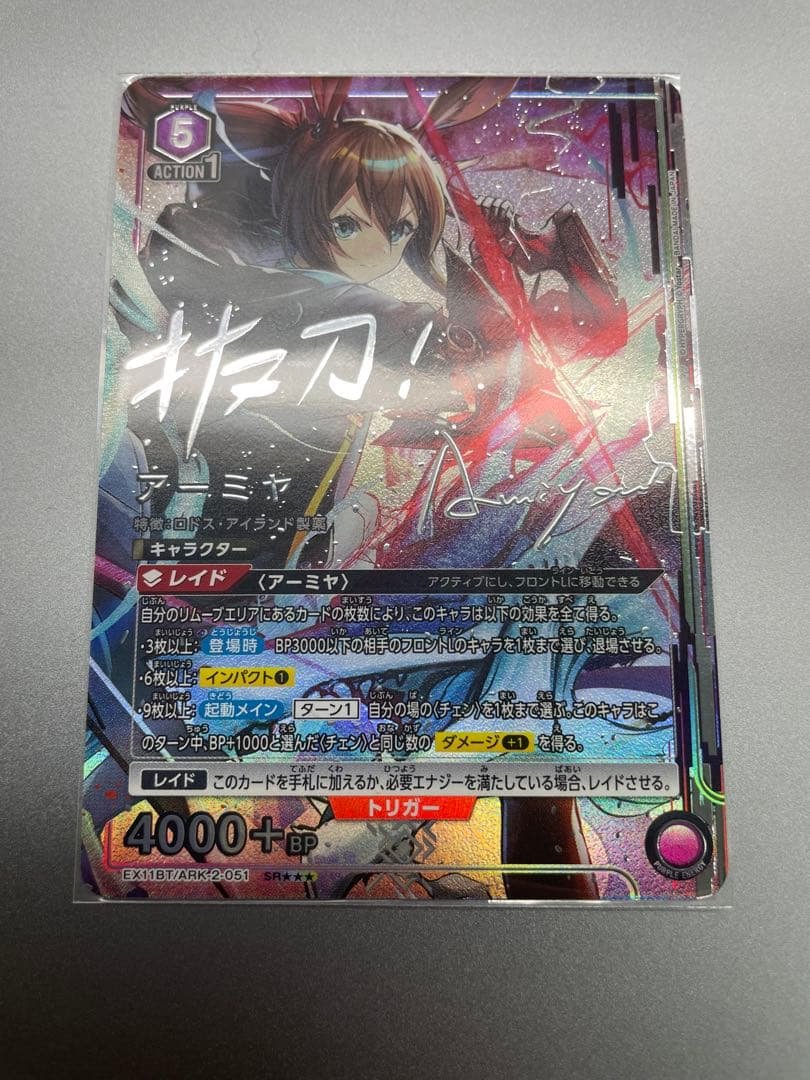 PURPLE
5
ACTION 1
©HYPERGRYPH ©Yostar BANDAI MADE IN JAPAN
抜刀!
アーミヤ
Amiya
特徴:ロドス・アイランド製薬
キャラクター
レイド 〈アーミヤ〉 アクティブにし、フロントLに移動できる
自分のリムーブエリアにあるカードの枚数により、このキャラは以下の効果を全て得る。
・3枚以上: 登場時 BP3000以下の相手のフロントLのキャラを1枚まで選び、退場させる。
・6枚以上: インパクト❶
・9枚以上: 起動メイン ターン1 自分の場の〈チェン〉を1枚まで選ぶ。このキャラはこ
のターン中、BP+1000と選んだ〈チェン〉と同じ数の ダメージ+1 を得る。
レイド このカードを手札に加えるか、必要エナジーを満たしている場合、レイドさせる。
トリガー
4000+BP
PURPLE ENERGY
EX11BT/ARK-2-051 SR★★★